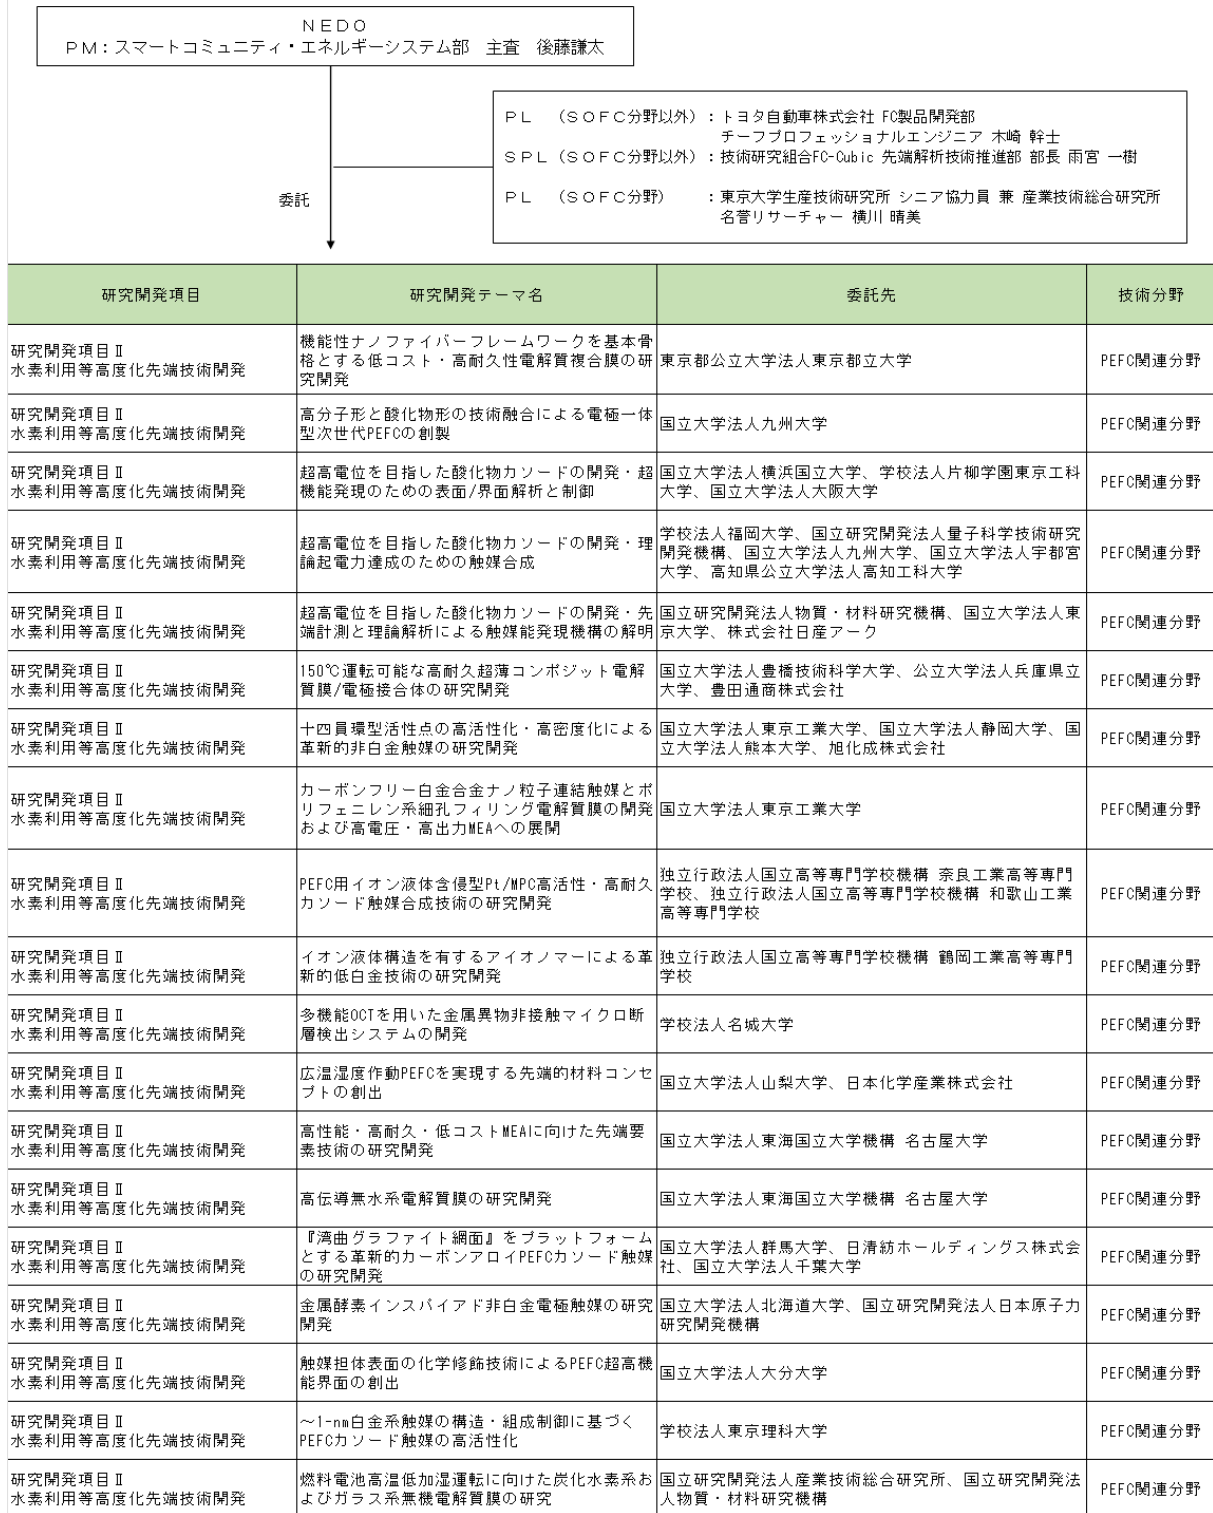 ＮＥＤＯ
ＰＭ：スマートコミュニティ・エネルギーシステム部　主査　後藤謙太
ＰＬ　（ＳＯＦＣ分野以外）：トヨタ自動車株式会社 FC製品開発部
チーフプロフェッショナルエンジニア 木崎 幹士
ＳＰＬ（ＳＯＦＣ分野以外）：技術研究組合FC-Cubic 先端解析技術推進部 部長 雨宮 一樹
ＰＬ　（ＳＯＦＣ分野）　　：東京大学生産技術研究所 シニア協力員 兼 産業技術総合研究所
名誉リサーチャー 横川 晴美
委託
研究開発項目
研究開発テーマ名
委託先
技術分野
研究開発項目Ⅱ
水素利用等高度化先端技術開発
機能性ナノファイバーフレームワークを基本骨
格とする低コスト・高耐久性電解質複合膜の研
究開発
東京都公立大学法人東京都立大学
PEFC関連分野
研究開発項目Ⅱ
水素利用等高度化先端技術開発
高分子形と酸化物形の技術融合による電極一体
型次世代PEFCの創製
国立大学法人九州大学
PEFC関連分野
研究開発項目Ⅱ
水素利用等高度化先端技術開発
超高電位を目指した酸化物カソードの開発・超
機能発現のための表面/界面解析と制御
国立大学法人横浜国立大学、学校法人片柳学園東京工科
大学、国立大学法人大阪大学
PEFC関連分野
研究開発項目Ⅱ
水素利用等高度化先端技術開発
超高電位を目指した酸化物カソードの開発・理
論起電力達成のための触媒合成
学校法人福岡大学、国立研究開発法人量子科学技術研究
開発機構、国立大学法人九州大学、国立大学法人宇都宮
大学、高知県公立大学法人高知工科大学
PEFC関連分野
研究開発項目Ⅱ
水素利用等高度化先端技術開発
超高電位を目指した酸化物カソードの開発・先
端計測と理論解析による触媒能発現機構の解明
国立研究開発法人物質・材料研究機構、国立大学法人東
京大学、株式会社日産アーク
PEFC関連分野
研究開発項目Ⅱ
水素利用等高度化先端技術開発
150℃運転可能な高耐久超薄コンポジット電解
質膜/電極接合体の研究開発
国立大学法人豊橋技術科学大学、公立大学法人兵庫県立
大学、豊田通商株式会社
PEFC関連分野
研究開発項目Ⅱ
水素利用等高度化先端技術開発
十四員環型活性点の高活性化・高密度化による
革新的非白金触媒の研究開発
国立大学法人東京工業大学、国立大学法人静岡大学、国
立大学法人熊本大学、旭化成株式会社
PEFC関連分野
研究開発項目Ⅱ
水素利用等高度化先端技術開発
カーボンフリー白金合金ナノ粒子連結触媒とポ
リフェニレン系細孔フィリング電解質膜の開発
および高電圧・高出力MEAへの展開
国立大学法人東京工業大学
PEFC関連分野
研究開発項目Ⅱ
水素利用等高度化先端技術開発
PEFC用イオン液体含侵型Pt/MPC高活性・高耐久
カソード触媒合成技術の研究開発
独立行政法人国立高等専門学校機構 奈良工業高等専門
学校、独立行政法人国立高等専門学校機構 和歌山工業
高等専門学校
PEFC関連分野
研究開発項目Ⅱ
水素利用等高度化先端技術開発
イオン液体構造を有するアイオノマーによる革
新的低白金技術の研究開発
独立行政法人国立高等専門学校機構 鶴岡工業高等専門
学校
PEFC関連分野
研究開発項目Ⅱ
水素利用等高度化先端技術開発
多機能OCTを用いた金属異物非接触マイクロ断
層検出システムの開発
学校法人名城大学
PEFC関連分野
研究開発項目Ⅱ
水素利用等高度化先端技術開発
広温湿度作動PEFCを実現する先端的材料コンセ
プトの創出
国立大学法人山梨大学、日本化学産業株式会社
PEFC関連分野
研究開発項目Ⅱ
水素利用等高度化先端技術開発
高性能・高耐久・低コストMEAに向けた先端要
素技術の研究開発
国立大学法人東海国立大学機構 名古屋大学
PEFC関連分野
研究開発項目Ⅱ
水素利用等高度化先端技術開発
高伝導無水系電解質膜の研究開発
国立大学法人東海国立大学機構 名古屋大学
PEFC関連分野
研究開発項目Ⅱ
水素利用等高度化先端技術開発
『湾曲グラファイト網面』をプラットフォーム
とする革新的カーボンアロイPEFCカソード触媒
の研究開発
国立大学法人群馬大学、日清紡ホールディングス株式会
社、国立大学法人千葉大学
PEFC関連分野
研究開発項目Ⅱ
水素利用等高度化先端技術開発
金属酵素インスパイアド非白金電極触媒の研究
開発
国立大学法人北海道大学、国立研究開発法人日本原子力
研究開発機構
PEFC関連分野
研究開発項目Ⅱ
水素利用等高度化先端技術開発
触媒担体表面の化学修飾技術によるPEFC超高機
能界面の創出
国立大学法人大分大学
PEFC関連分野
研究開発項目Ⅱ
水素利用等高度化先端技術開発
～1-nm白金系触媒の構造・組成制御に基づく
PEFCカソード触媒の高活性化
学校法人東京理科大学
PEFC関連分野
研究開発項目Ⅱ
水素利用等高度化先端技術開発
燃料電池高温低加湿運転に向けた炭化水素系お
よびガラス系無機電解質膜の研究
国立研究開発法人産業技術総合研究所、国立研究開発法
人物質・材料研究機構
PEFC関連分野